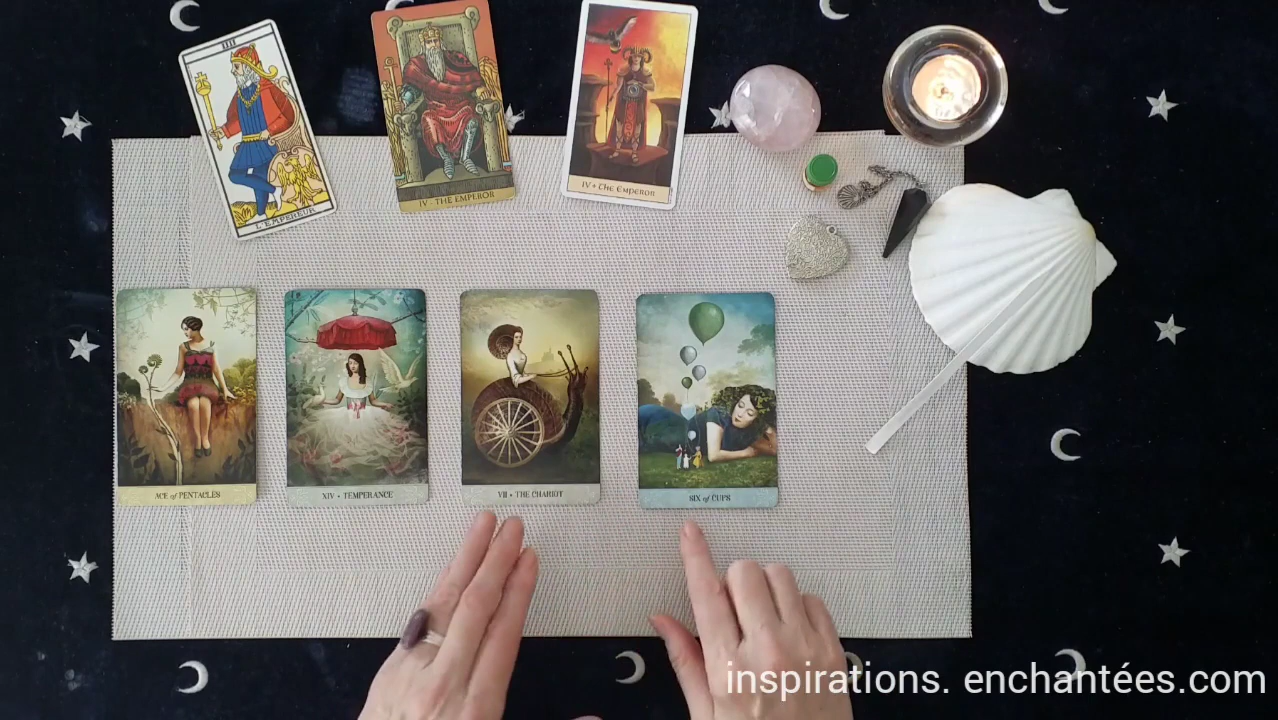 IIII
L'EMPEREUR
IV · THE EMPEROR
IV • THE EMPEROR
ACE of PENTACLES
XIV • TEMPERANCE
VII • THE CHARIOT
SIX of CUPS
inspirations. enchantées.com